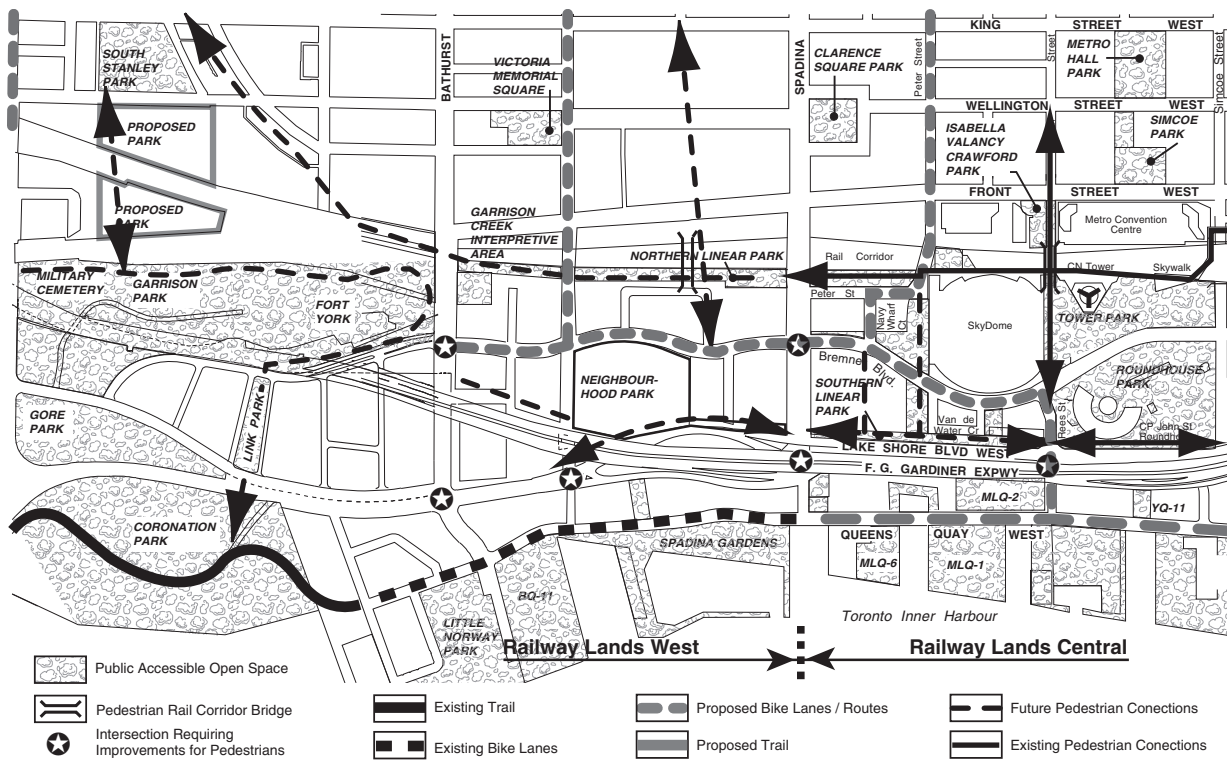 KING STREET WEST
SOUTH
STANLEY
PARK
BATHURST
VICTORIA
MEMORIAL
SQUARE
SPADINA
CLARENCE
SQUARE PARK
Peter Street
Street
METRO
HALL
PARK
Simcoe Street
WELLINGTON STREET WEST
PROPOSED
PARK
ISABELLA
VALANCY
CRAWFORD
PARK
SIMCOE
PARK
PROPOSED
PARK
FRONT STREET WEST
GARRISON
CREEK
INTERPRETIVE
AREA
Metro Convention
Centre
NORTHERN LINEAR PARK
Rail Corridor
CN Tower
Skywalk
MILITARY
CEMETERY
GARRISON
PARK
FORT
YORK
Peter St
Navy
Wharf
Ct
SkyDome
TOWER PARK
Bremner Blvd.
ROUNDHOUSE
PARK
NEIGHBOUR-
HOOD PARK
SOUTHERN
LINEAR
PARK
GORE
PARK
LINK PARK
Van de
Water Cr
Rees St
CP John St
Roundhouse
LAKE SHORE BLVD WEST
F. G. GARDINER EXPWY
MLQ-2
YQ-11
CORONATION
PARK
SPADINA GARDENS
QUEENS QUAY WEST
MLQ-6
MLQ-1
BQ-11
LITTLE
NORWAY
PARK
Toronto Inner Harbour
Railway Lands West
Railway Lands Central
Public Accessible Open Space
Pedestrian Rail Corridor Bridge
Intersection Requiring
Improvements for Pedestrians
Existing Trail
Existing Bike Lanes
Proposed Bike Lanes / Routes
Proposed Trail
Future Pedestrian Conections
Existing Pedestrian Conections